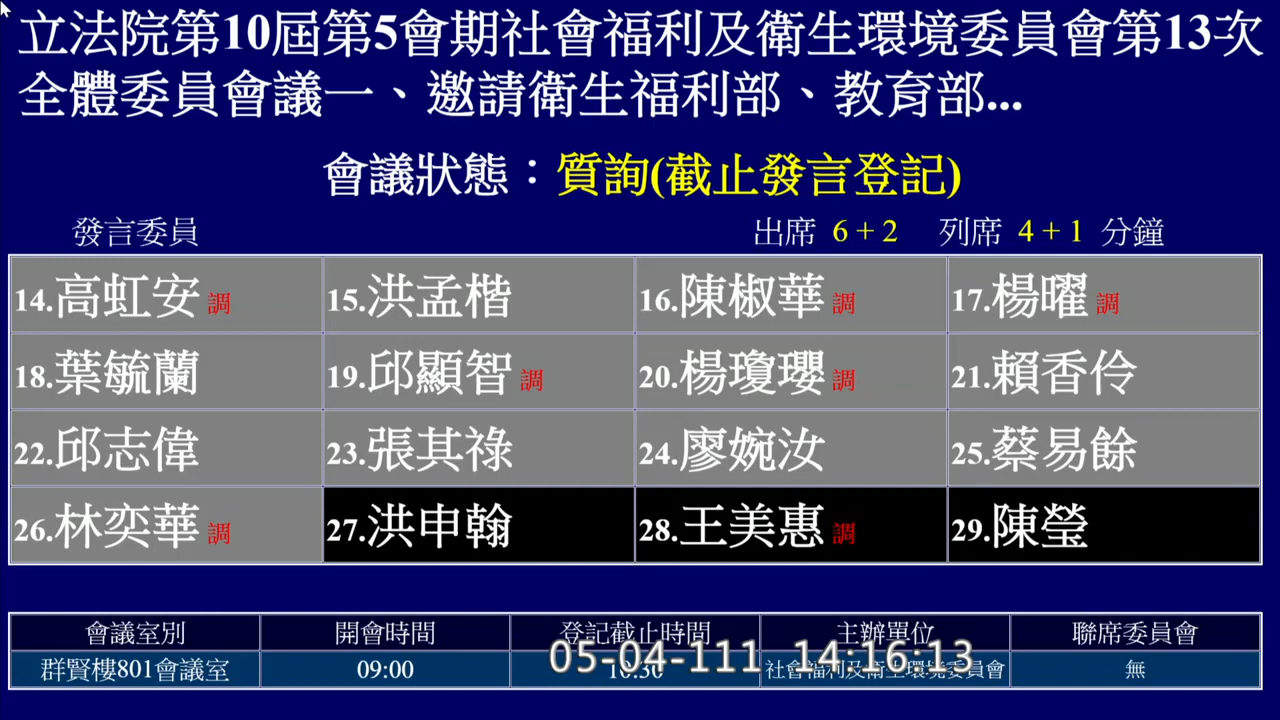 立法院第10屆第5會期社會福利及衛生環境委員會第13次
全體委員會議一、邀請衛生福利部、教育部...
會議狀態：質詢(截止發言登記)
發言委員 出席 6 + 2 列席 4 + 1 分鐘
14.高虹安 調 15.洪孟楷 16.陳椒華 調 17.楊曜 調
18.葉毓蘭 19.邱顯智 調 20.楊瓊瓔 調 21.賴香伶
22.邱志偉 23.張其祿 24.廖婉汝 25.蔡易餘
26.林奕華 調 27.洪申翰 28.王美惠 調 29.陳瑩
會議室別 開會時間 登記截止時間 主辦單位 聯席委員會
05-04-111 14:16:13
群賢樓801會議室 09:00 10:30 社會福利及衛生環境委員會 無